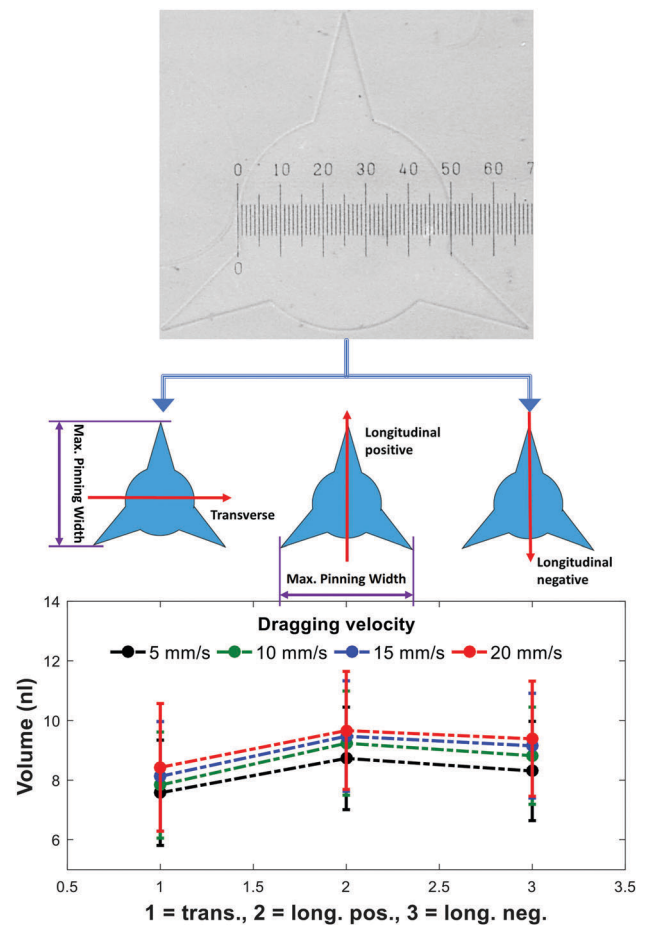 0 10 20 30 40 50 60 7
0
Max. Pinning Width
Transverse
Longitudinal
positive
Max. Pinning Width
Longitudinal
negative
Dragging velocity
5 mm/s 10 mm/s 15 mm/s 20 mm/s
Volume (nl)
14
12
10
8
6
0.5 1 1.5 2 2.5 3 3.5
1 = trans., 2 = long. pos., 3 = long. neg.